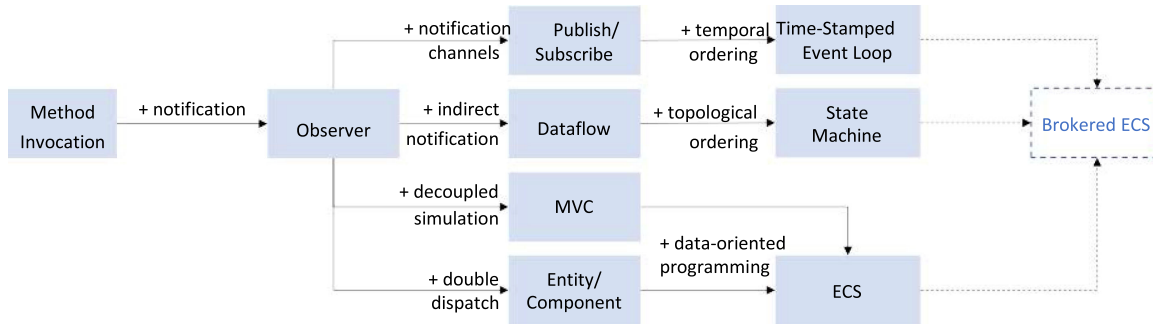 Method
Invocation
+ notification
Observer
+ notification
channels
Publish/
Subscribe
+ temporal
ordering
Time-Stamped
Event Loop
+ indirect
notification
Dataflow
+ topological
ordering
State
Machine
Brokered ECS
+ decoupled
simulation
MVC
+ double
dispatch
Entity/
Component
+ data-oriented
programming
ECS